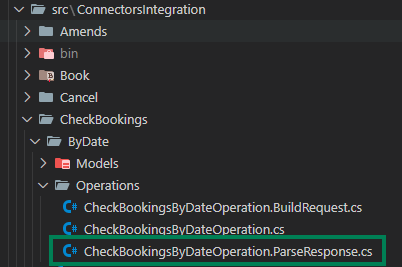 src\ConnectorsIntegration
Amends
bin
Book
Cancel
CheckBookings
ByDate
Models
Operations
CheckBookingsByDateOperation.BuildRequest.cs
CheckBookingsByDateOperation.cs
CheckBookingsByDateOperation.ParseResponse.cs